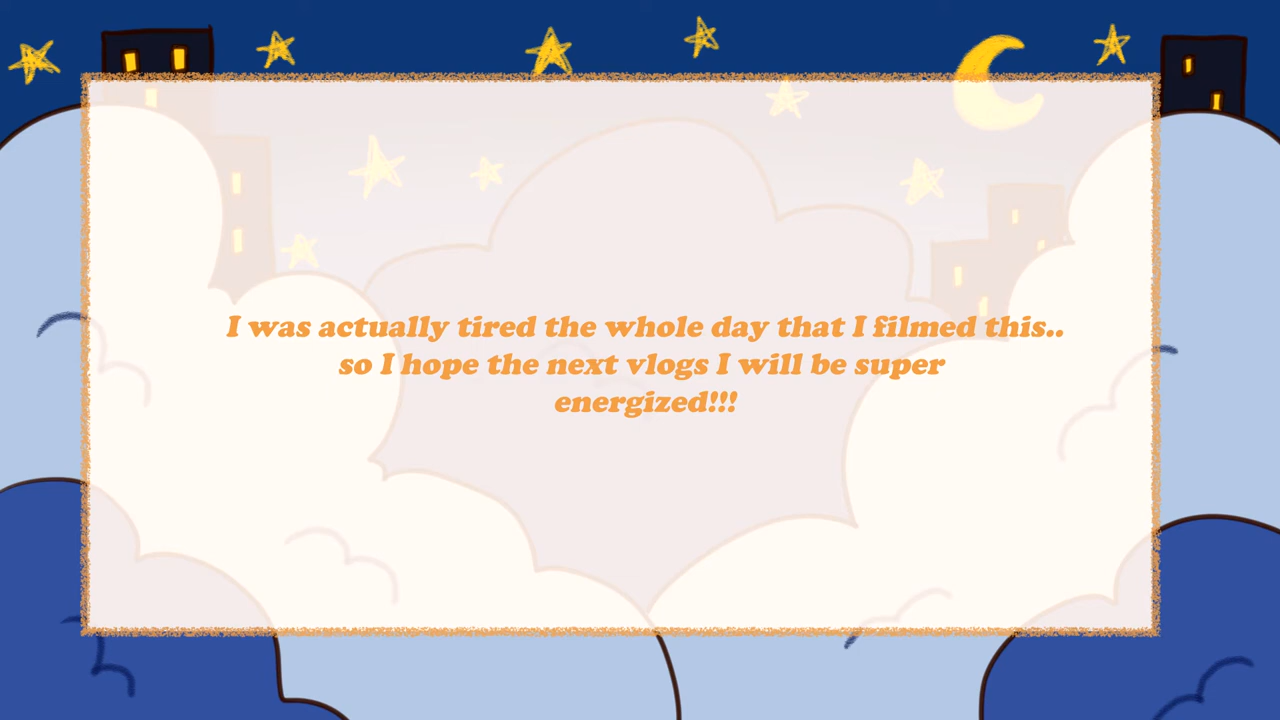 I was actually tired the whole day that I filmed this..
so I hope the next vlogs I will be super
energized!!!